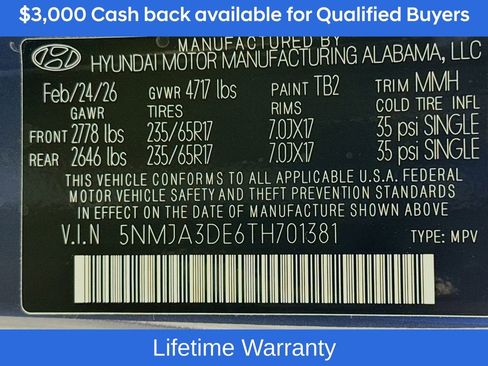 $3,000 Cash back available for Qualified Buyers
MANUFACTURED BY
HYUNDAI MOTOR MANUFACTURING ALABAMA, LLC
Feb/24/26 GVWR 4717 lbs PAINT TB2 TRIM MMH
GAWR TIRES RIMS COLD TIRE INFL
FRONT 2778 lbs 235/65R17 7.0JX17 35 psi SINGLE
REAR 2646 lbs 235/65R17 7.0JX17 35 psi SINGLE
THIS VEHICLE CONFORMS TO ALL APPLICABLE U.S.A. FEDERAL
MOTOR VEHICLE SAFETY AND THEFT PREVENTION STANDARDS
IN EFFECT ON THE DATE OF MANUFACTURE SHOWN ABOVE.
V.I.N 5NMJA3DE6TH701381 TYPE: MPV
Lifetime Warranty